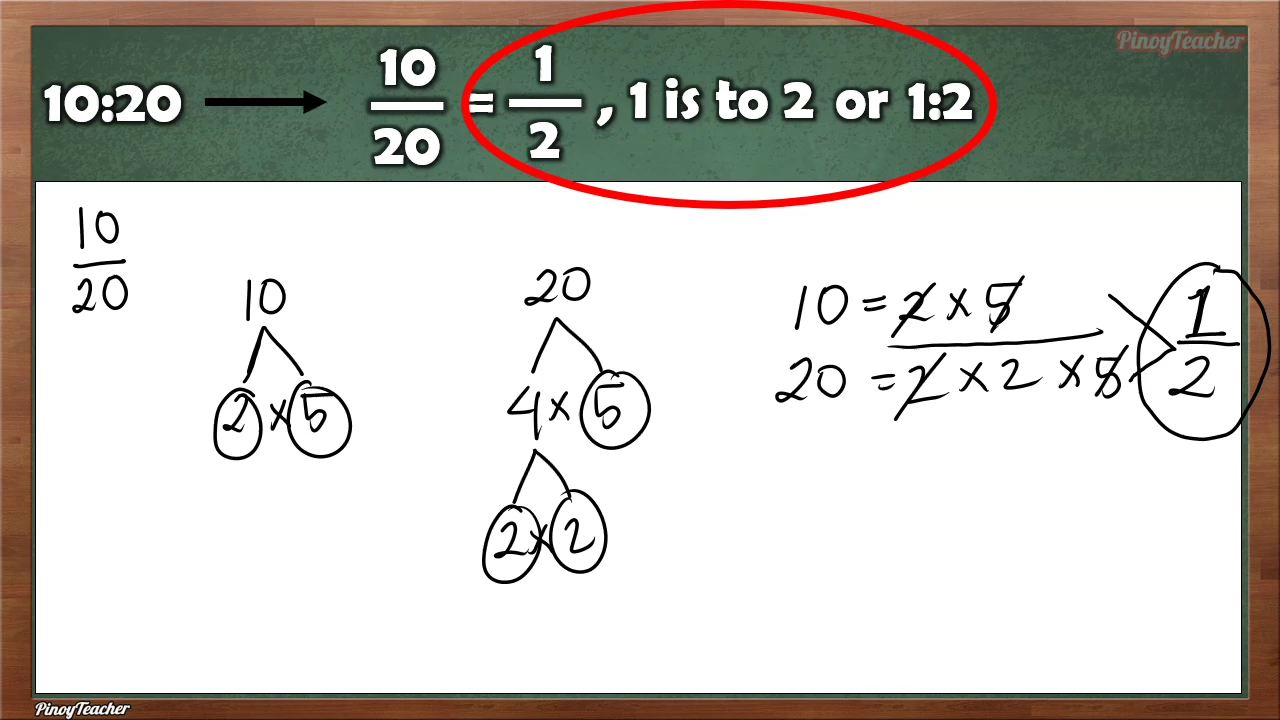 PinoyTeacher
10:20 → 10/20 = 1/2 , 1 is to 2 or 1:2
10/20
10
2 × 5
20
4 × 5
2 × 2
10 = 2 × 5
20 = 2 × 2 × 5
1/2
PinoyTeacher